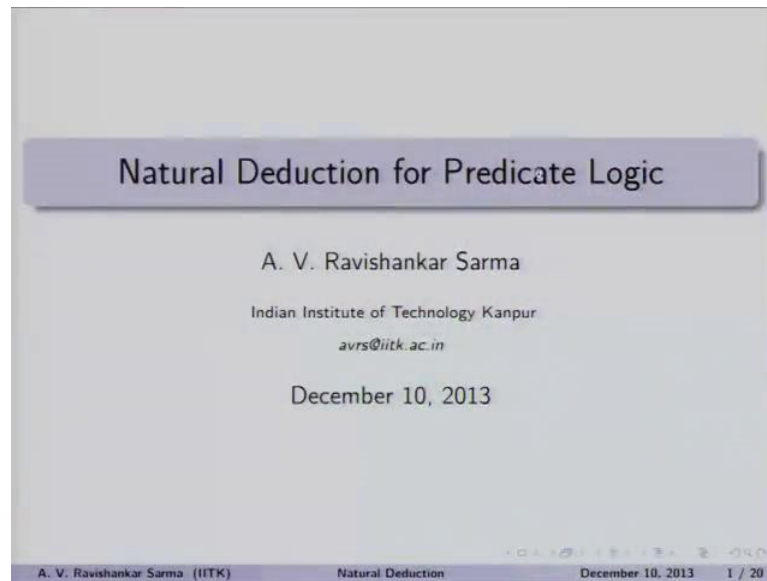 Natural Deduction for Predicate Logic
A. V. Ravishankar Sarma
Indian Institute of Technology Kanpur
avrs@iitk.ac.in
December 10, 2013
A. V. Ravishankar Sarma (IITK) Natural Deduction December 10, 2013 1 / 20